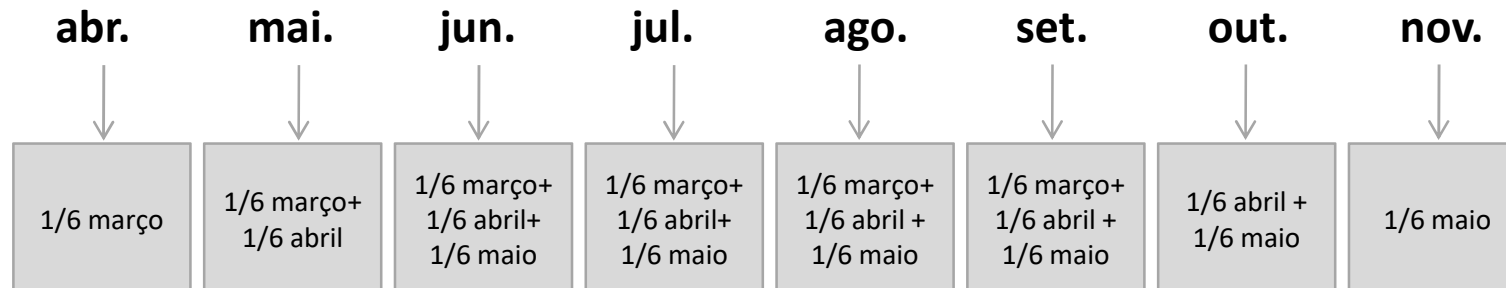 abr. mai. jun. jul. ago. set. out. nov.
1/6 março
1/6 março+
1/6 abril
1/6 março+
1/6 abril+
1/6 maio
1/6 março+
1/6 abril+
1/6 maio
1/6 março+
1/6 abril +
1/6 maio
1/6 março+
1/6 abril +
1/6 maio
1/6 abril +
1/6 maio
1/6 maio